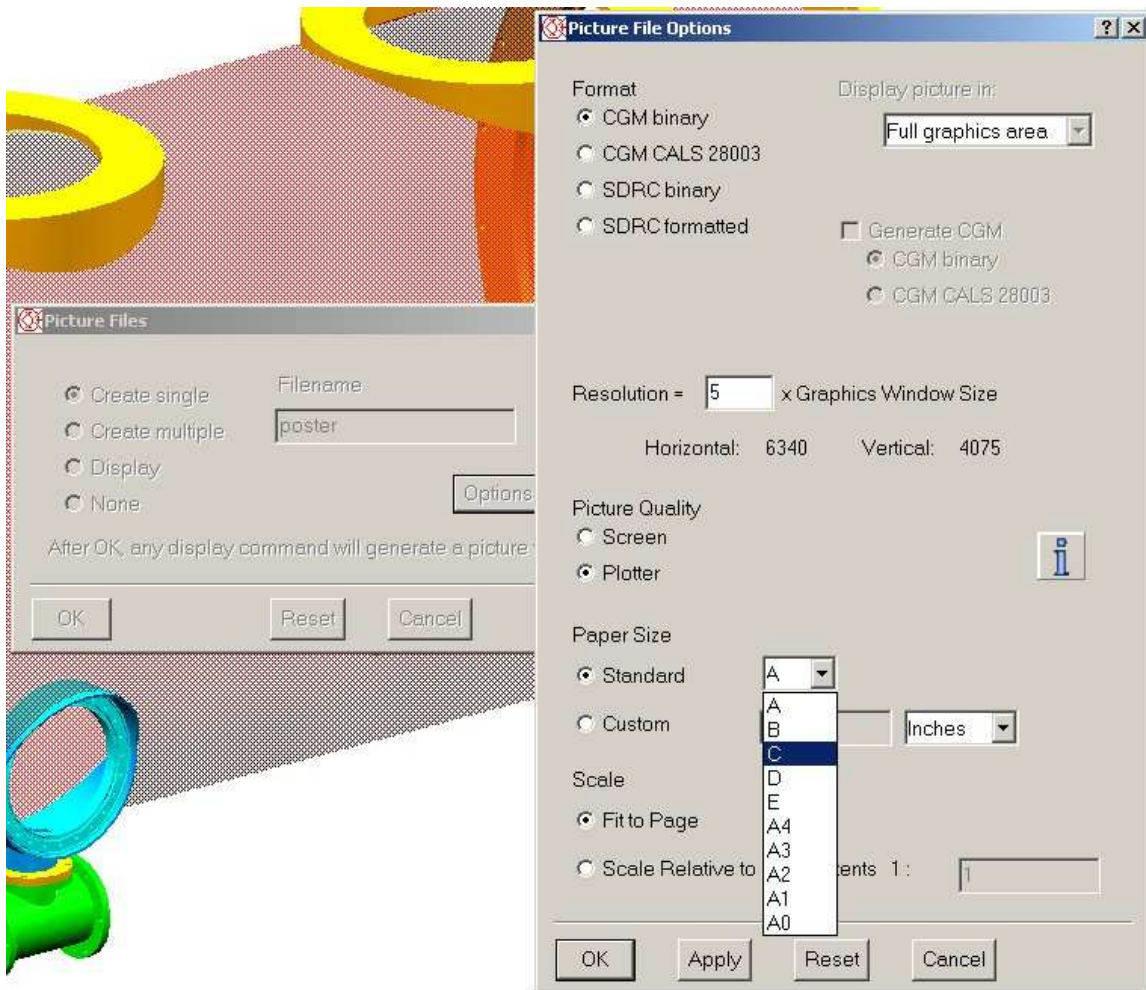 Picture File Options
Format
CGM binary
CGM CALS 28003
SDRC binary
SDRC formatted
Display picture in:
Full graphics area
Generate CGM
CGM binary
CGM CALS 28003
Resolution = 5 x Graphics Window Size
Horizontal: 6340 Vertical: 4075
Picture Quality
Screen
Plotter
i
Paper Size
Standard A
Custom Inches
A
B
C
D
E
A4
A3
A2
A1
A0
Scale
Fit to Page
Scale Relative to ents 1 : 1
OK Apply Reset Cancel
Picture Files
Create single
Create multiple
Display
None
Filename
poster
Options
After OK, any display command will generate a picture
OK Reset Cancel